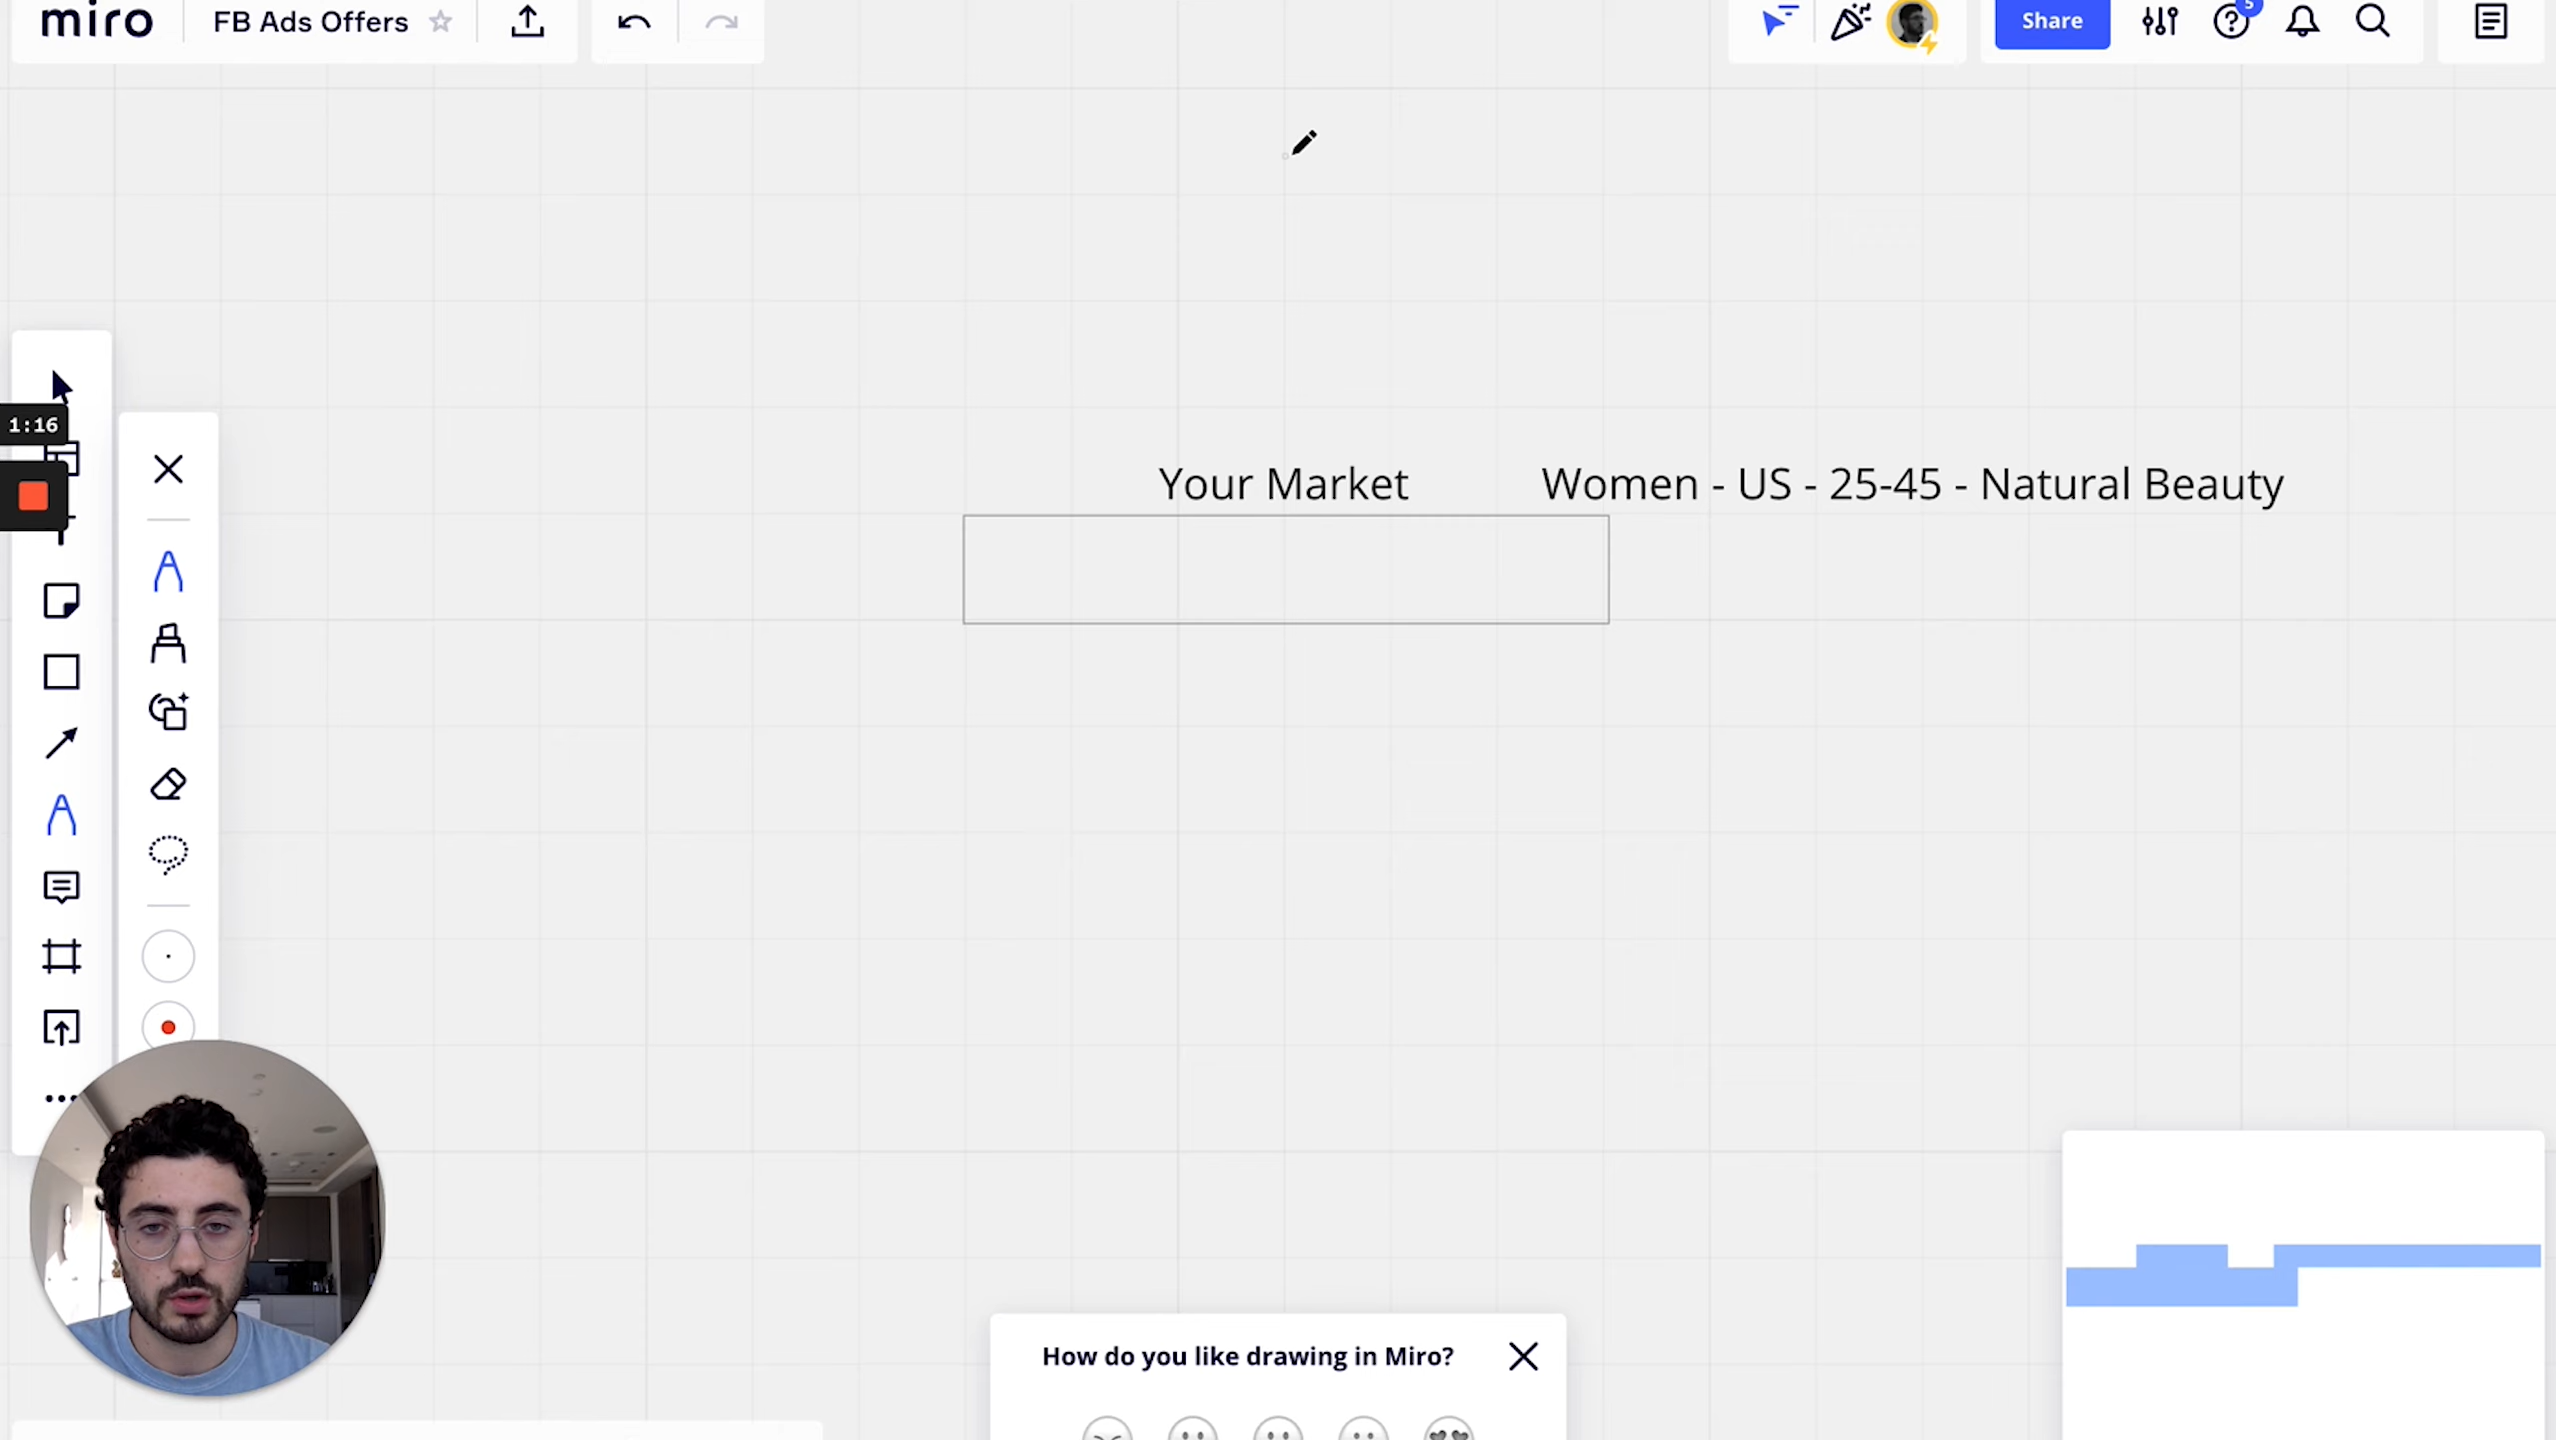 miro
FB Ads Offers
Share
5
1:16
Your Market
Women - US - 25-45 - Natural Beauty
How do you like drawing in Miro?